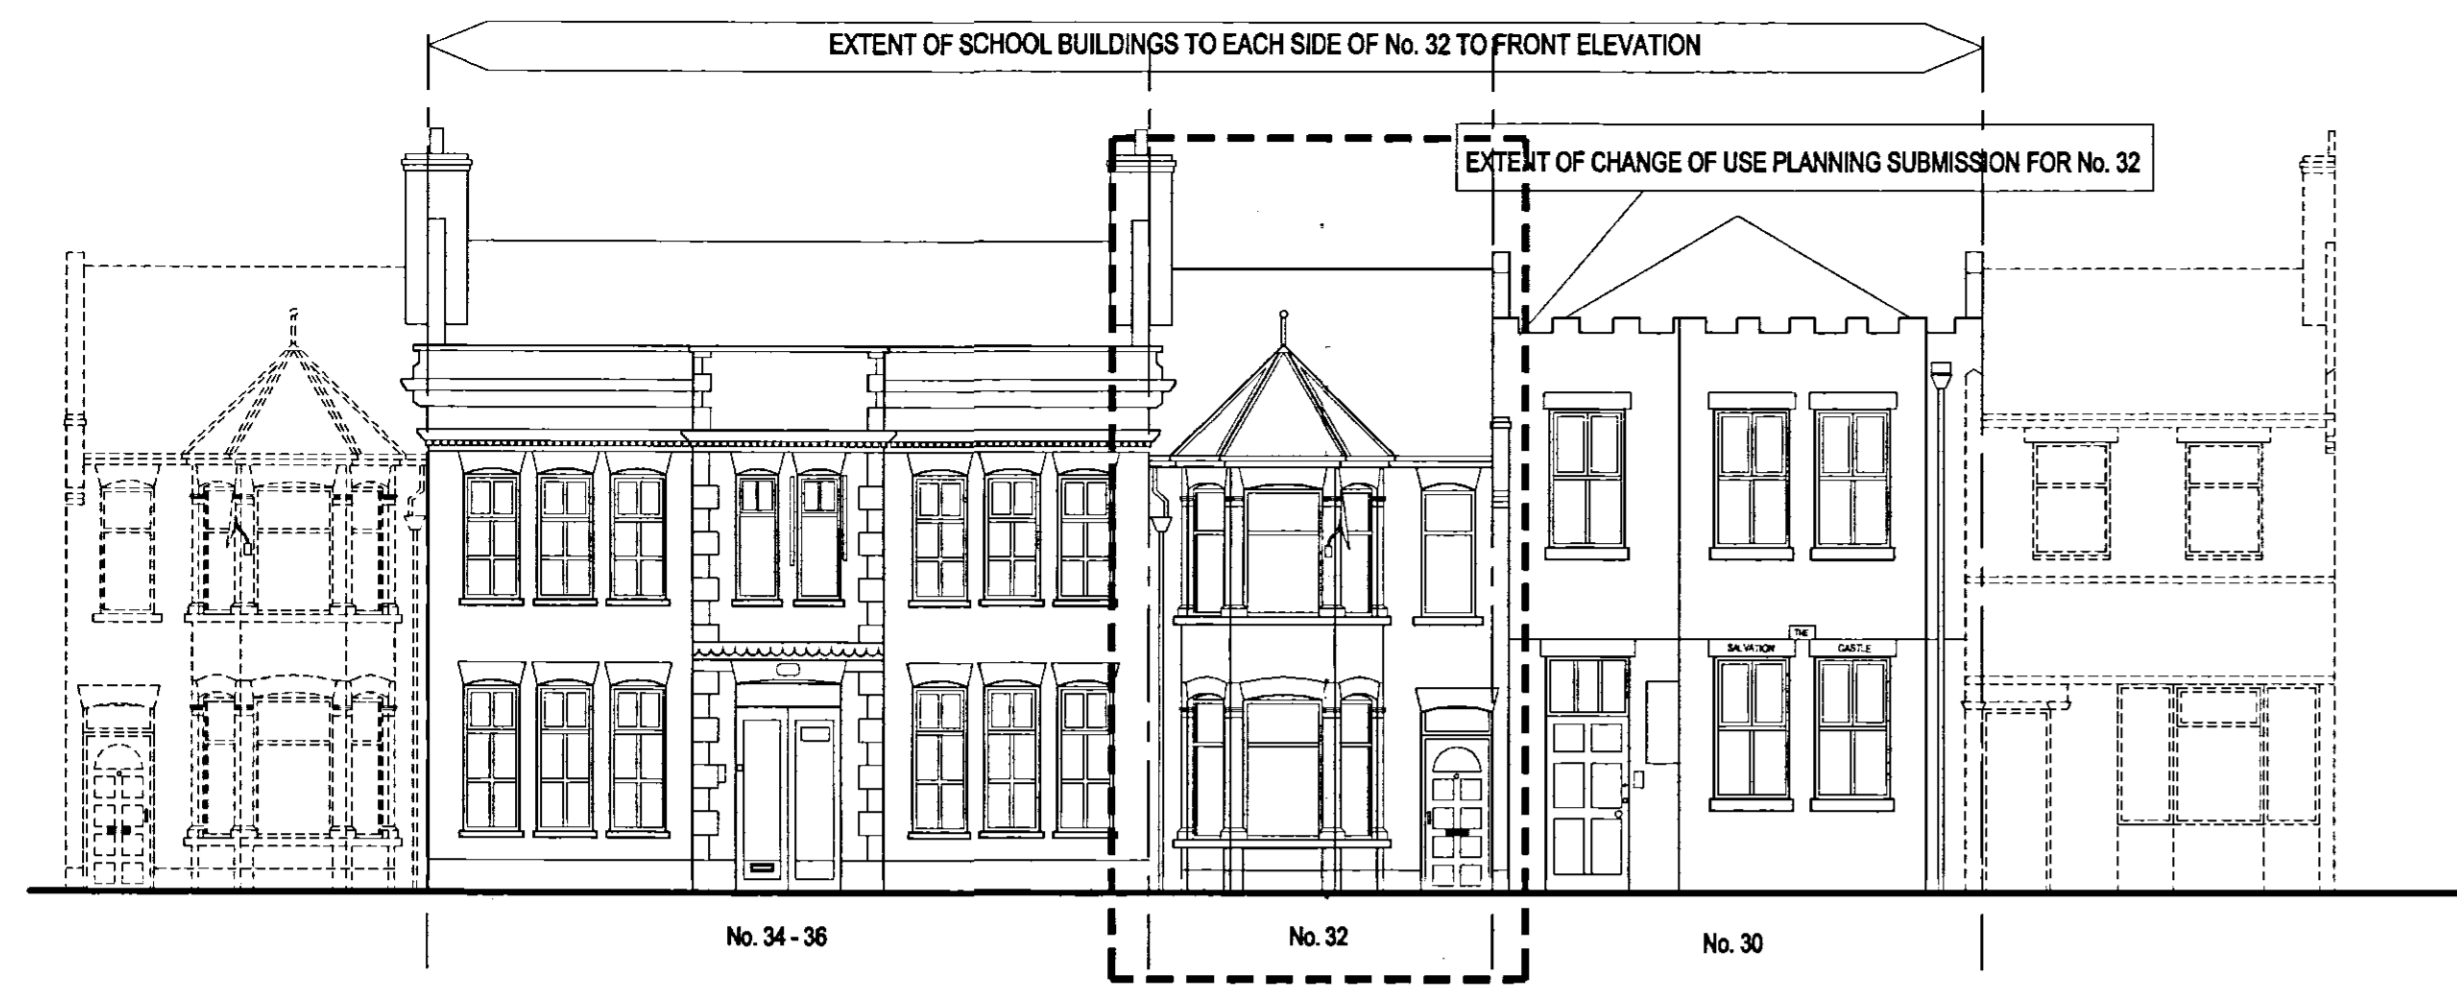 EXTENT OF SCHOOL BUILDINGS TO EACH SIDE OF No. 32 TO FRONT ELEVATION
EXTENT OF CHANGE OF USE PLANNING SUBMISSION FOR No. 32
THE
SALVATION CASTLE
No. 34 - 36
No. 32
No. 30